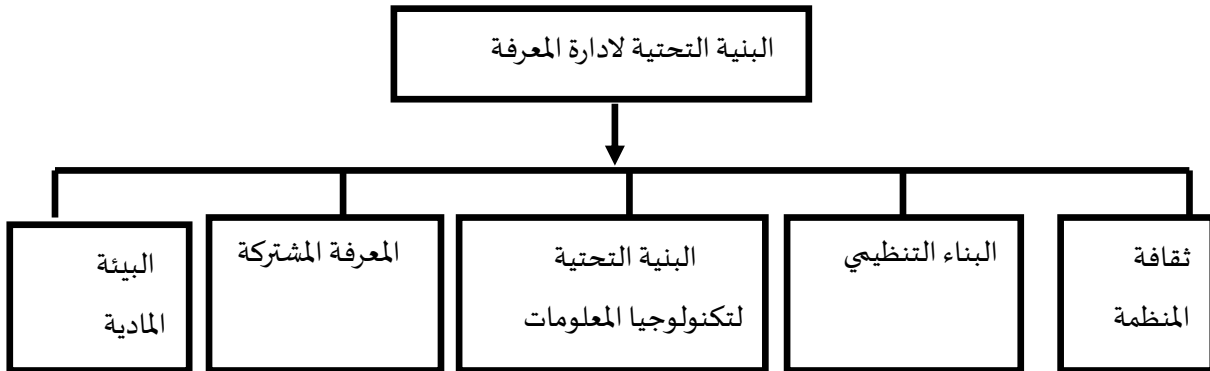 البنية التحتية لادارة المعرفة
ثقافة
المنظمة
البناء التنظيمي
البنية التحتية
لتكنولوجيا المعلومات
المعرفة المشتركة
البيئة
المادية